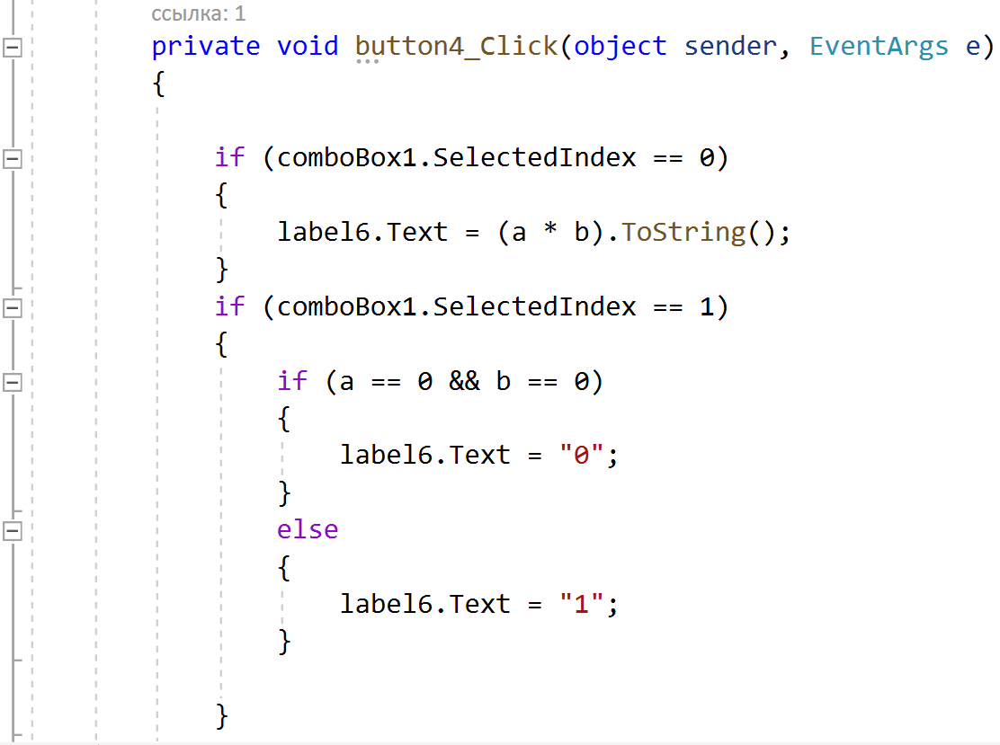 ссылка: 1
private void button4_Click(object sender, EventArgs e)
{
if (comboBox1.SelectedIndex == 0)
{
label6.Text = (a * b).ToString();
}
if (comboBox1.SelectedIndex == 1)
{
if (a == 0 && b == 0)
{
label6.Text = "0";
}
else
{
label6.Text = "1";
}
}